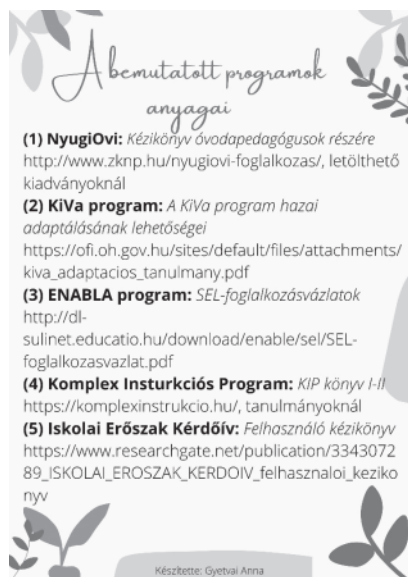 A bemutatott programok
anyagai
(1) NyugiOvi: Kézikönyv óvodapedagógusok részére
http://www.zknp.hu/nyugiovi-foglalkozas/, letölthető
kiadványoknál
(2) KiVa program: A KiVa program hazai
adaptálásának lehetőségei
https://ofi.oh.gov.hu/sites/default/files/attachments/
kiva_adaptacios_tanulmany.pdf
(3) ENABLA program: SEL-foglalkozásvázlatok
http://dl-
sulinet.educatio.hu/download/enable/sel/SEL-
foglalkozasvazlat.pdf
(4) Komplex Insturkciós Program: KIP könyv I-II
https://komplexinstrukcio.hu/, tanulmányoknál
(5) Iskolai Erőszak Kérdőív: Felhasználó kézikönyv
https://www.researchgate.net/publication/3343072
89_ISKOLAI_EROSZAK_KERDOIV_felhasznaloi_keziko
nyv
Készítette: Gyetvai Anna